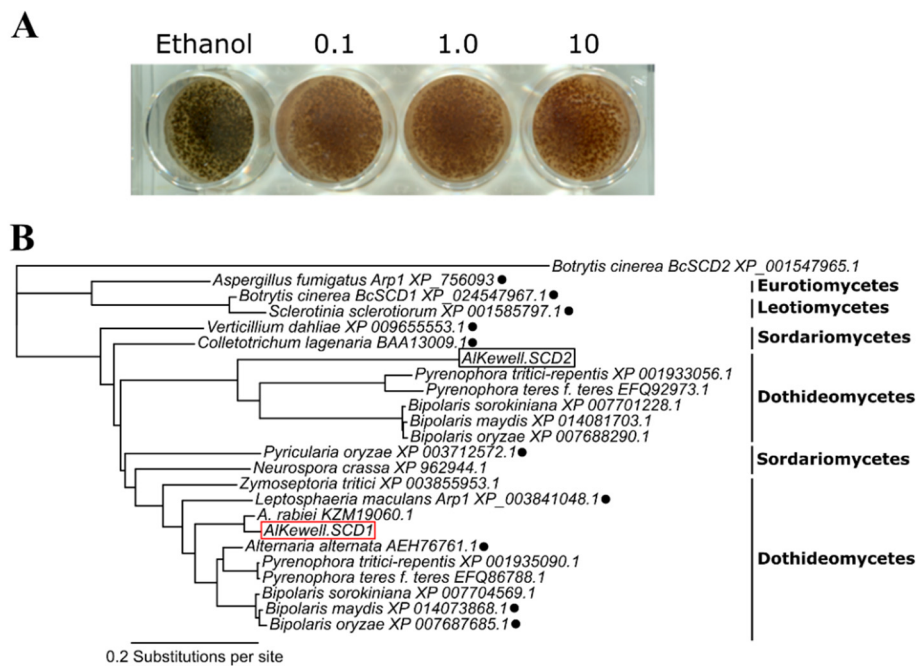 A
Ethanol 0.1 1.0 10
B
Botrytis cinerea BcSCD2 XP_001547965.1
Aspergillus fumigatus Arp1 XP_756093●
Eurotiomycetes
Botrytis cinerea BcSCD1 XP_024547967.1●
Sclerotinia sclerotiorum XP 001585797.1●
Leotiomycetes
Verticillium dahliae XP 009655553.1●
Colletotrichum lagenaria BAA13009.1●
Sordariomycetes
AlKewell.SCD2
Pyrenophora tritici-repentis XP 001933056.1
Pyrenophora teres f. teres EFQ92973.1
Bipolaris sorokiniana XP 007701228.1
Bipolaris maydis XP 014081703.1
Bipolaris oryzae XP 007688290.1
Dothideomycetes
Pyricularia oryzae XP 003712572.1●
Neurospora crassa XP 962944.1
Sordariomycetes
Zymoseptoria tritici XP 003855953.1
Leptosphaeria maculans Arp1 XP_003841048.1●
A. rabiei KZM19060.1
AlKewell.SCD1
Alternaria alternata AEH76761.1●
Pyrenophora tritici-repentis XP 001935090.1
Pyrenophora teres f. teres EFQ86788.1
Bipolaris sorokiniana XP 007704569.1
Bipolaris maydis XP 014073868.1●
Bipolaris oryzae XP 007687685.1●
Dothideomycetes
0.2 Substitutions per site